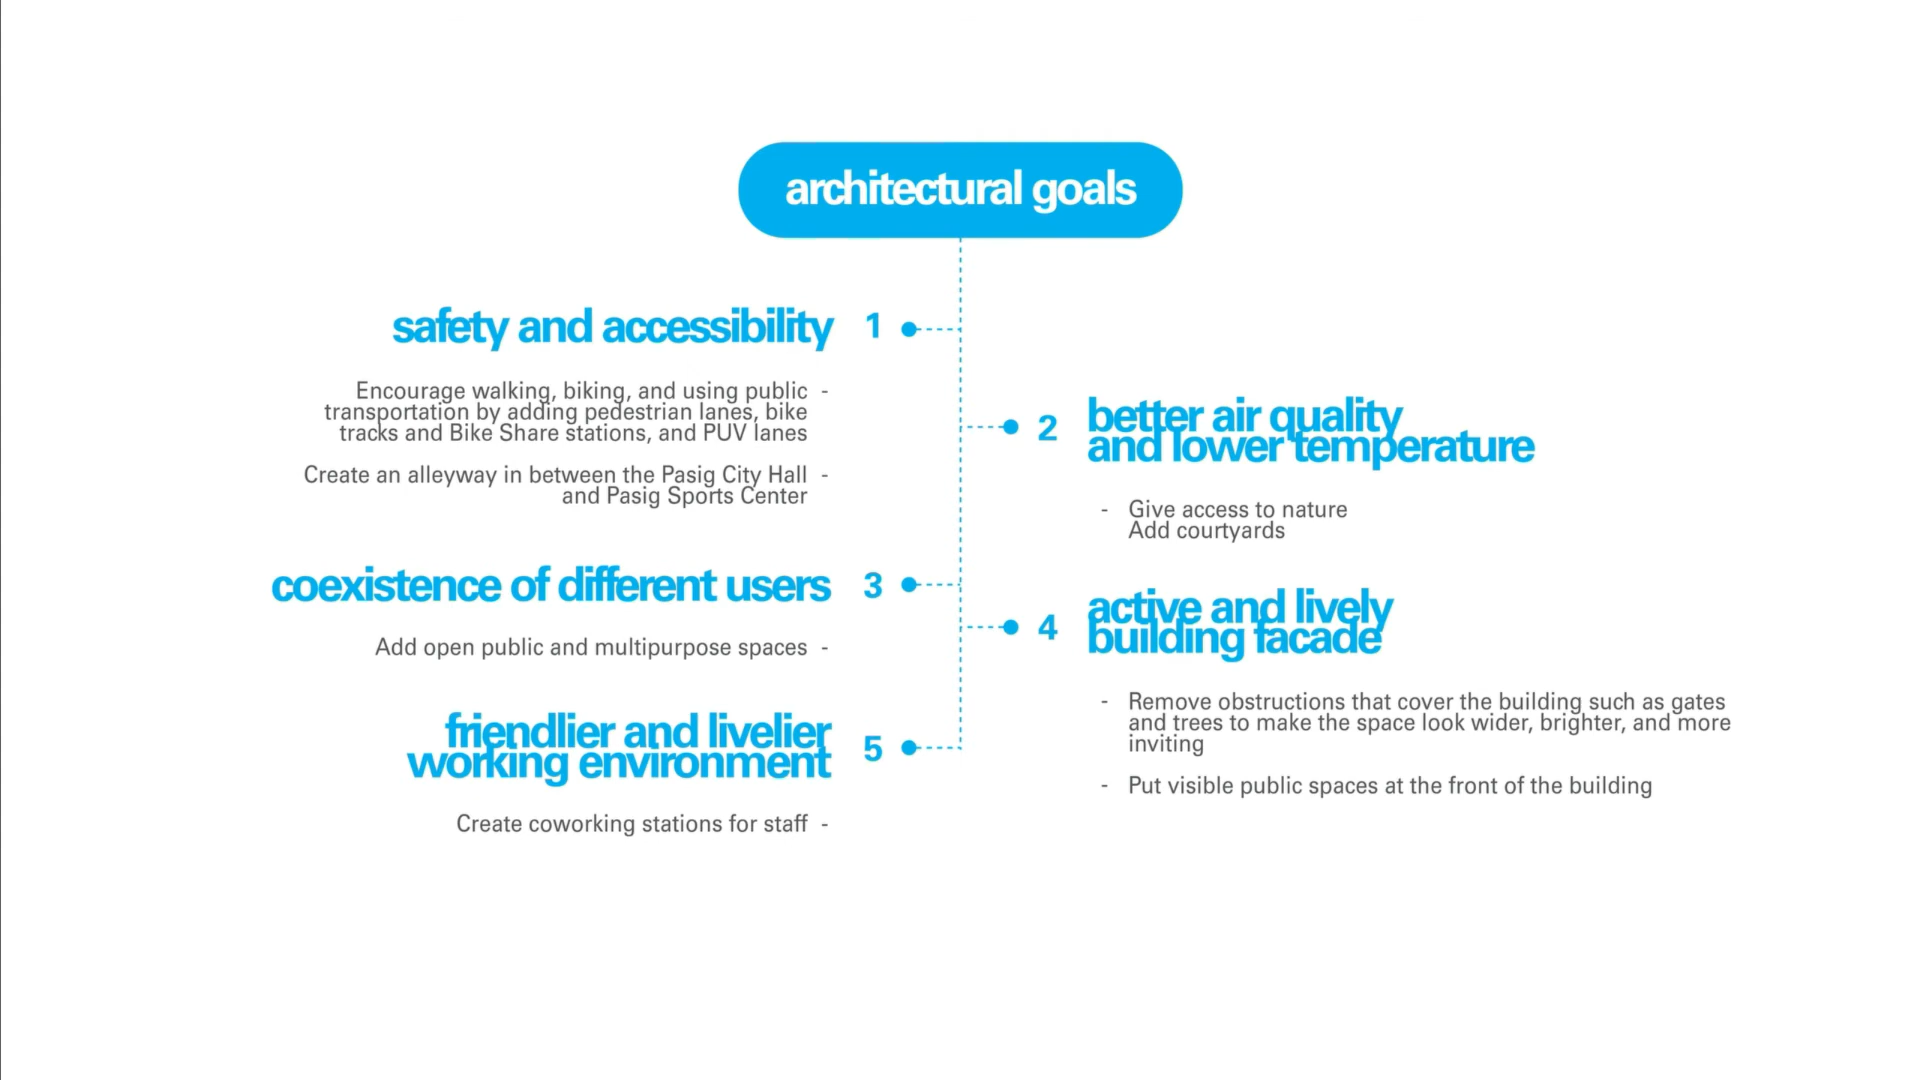 architectural goals
safety and accessibility 1
Encourage walking, biking, and using public -
transportation by adding pedestrian lanes, bike
tracks and Bike Share stations, and PUV lanes
Create an alleyway in between the Pasig City Hall -
and Pasig Sports Center
2 better air quality
and lower temperature
- Give access to nature
Add courtyards
coexistence of different users 3
Add open public and multipurpose spaces -
4 active and lively
building facade
- Remove obstructions that cover the building such as gates
and trees to make the space look wider, brighter, and more
inviting
- Put visible public spaces at the front of the building
friendlier and livelier
working environment 5
Create coworking stations for staff -